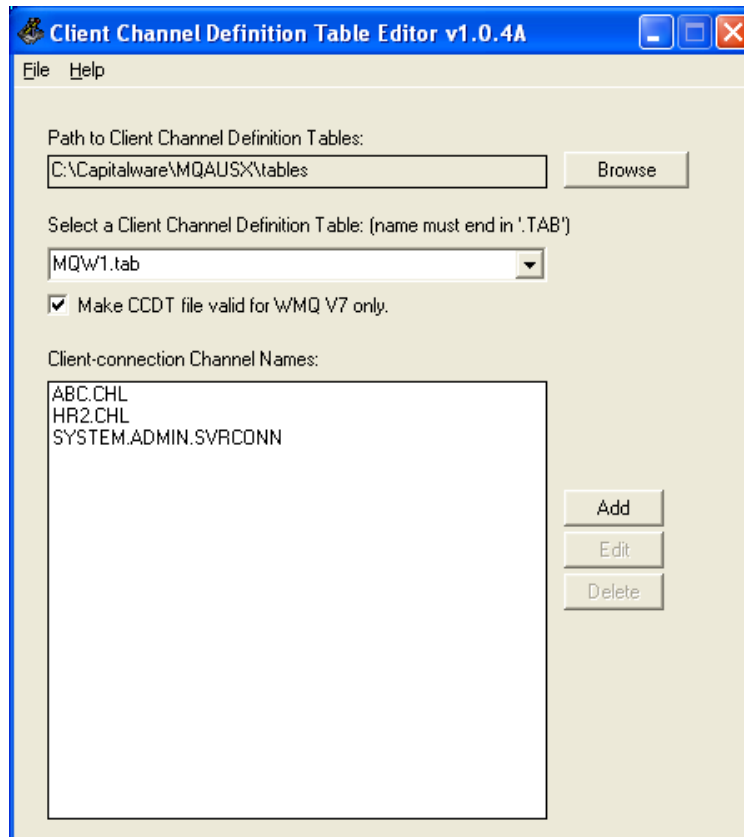 Client Channel Definition Table Editor v1.0.4A
File Help
Path to Client Channel Definition Tables:
C:\Capitalware\MQAUSX\tables
Browse
Select a Client Channel Definition Table: (name must end in '.TAB')
MQW1.tab
Make CCDT file valid for WMQ V7 only.
Client-connection Channel Names:
ABC.CHL
HR2.CHL
SYSTEM.ADMIN.SVRCONN
Add
Edit
Delete